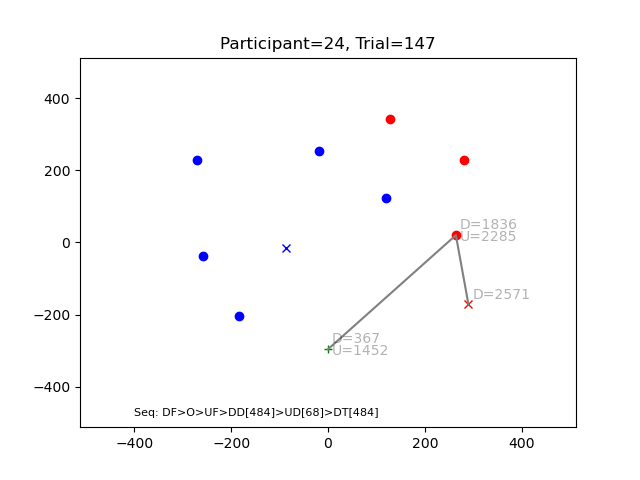 Participant=24, Trial=147
400
200
0
−200
−400
D=1836
U=2285
D=2571
D=367
U=1452
Seq: DF>O>UF>DD[484]>UD[68]>DT[484]
−400
−200
0
200
400